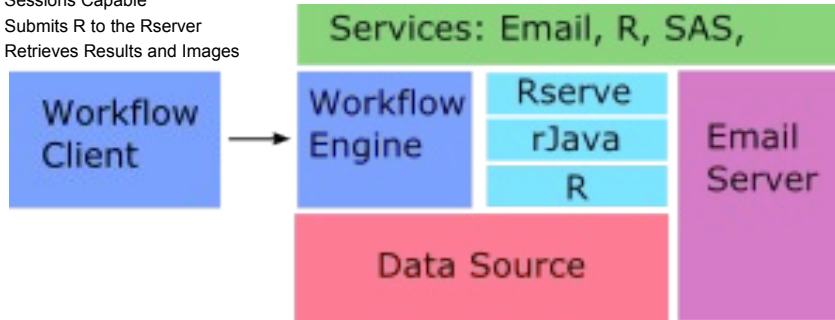 Sessions Capable
Submits R to the Rserver
Retrieves Results and Images
Services: Email, R, SAS,
Workflow
Client
Workflow
Engine
Rserve
rJava
R
Email
Server
Data Source